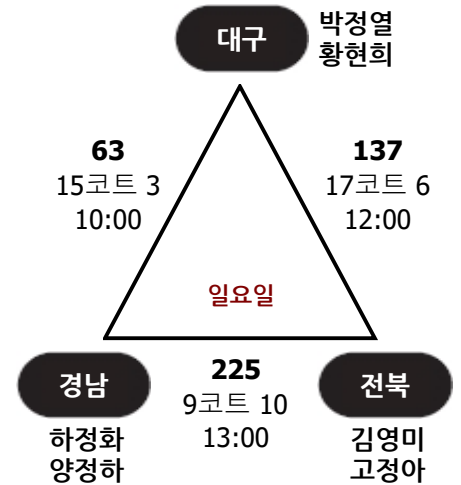 대구
박정열
황현희
63
15코트 3
10:00
137
17코트 6
12:00
일요일
경남
하정화
양정하
225
9코트 10
13:00
전북
김영미
고정아